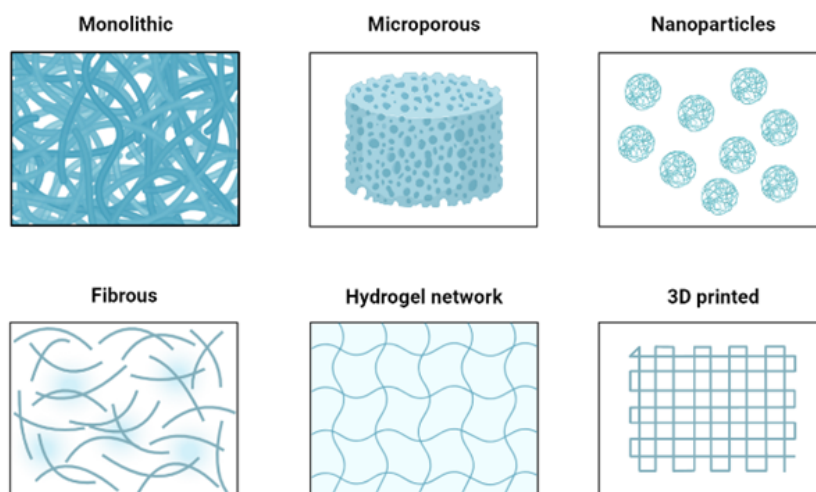 Monolithic
Microporous
Nanoparticles
Fibrous
Hydrogel network
3D printed